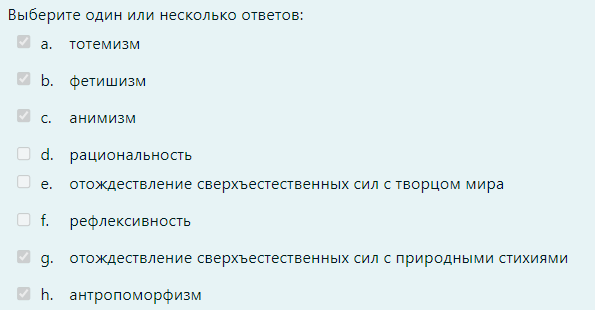 Выберите один или несколько ответов:
a. тотемизм
b. фетишизм
c. анимизм
d. рациональность
e. отождествление сверхъестественных сил с творцом мира
f. рефлексивность
g. отождествление сверхъестественных сил с природными стихиями
h. антропоморфизм